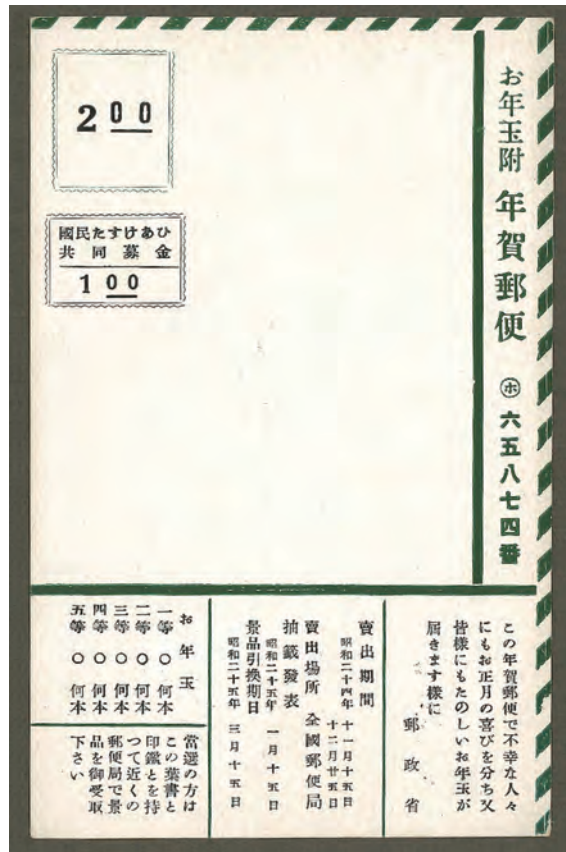 お年玉附 年賀郵便 ㋭六五八七四番
2 00
國民たすけあひ
共同募金
1 00
この年賀郵便で不幸な人々
にもお正月の喜びを分ち又
皆様にもたのしいお年玉が
届きます様に
郵政省
賣出期間
昭和二十四年 十一月十五日
十二月廿五日
賣出場所 全國郵便局
抽籤發表
昭和二十五年 一月十五日
景品引換期日
昭和二十五年 三月十五日
お年玉
一等 〇 何本
二等 〇 何本
三等 〇 何本
四等 〇 何本
五等 〇 何本
當選の方は
この葉書と
印鑑とを持
つて近くの
郵便局で景
品を御受取
下さい